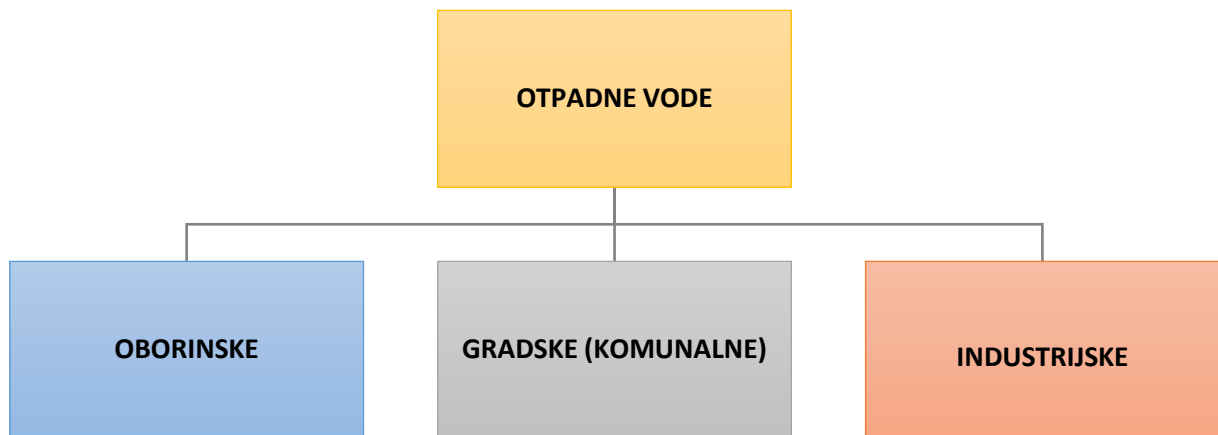 OTPADNE VODE
OBORINSKE
GRADSKE (KOMUNALNE)
INDUSTRIJSKE